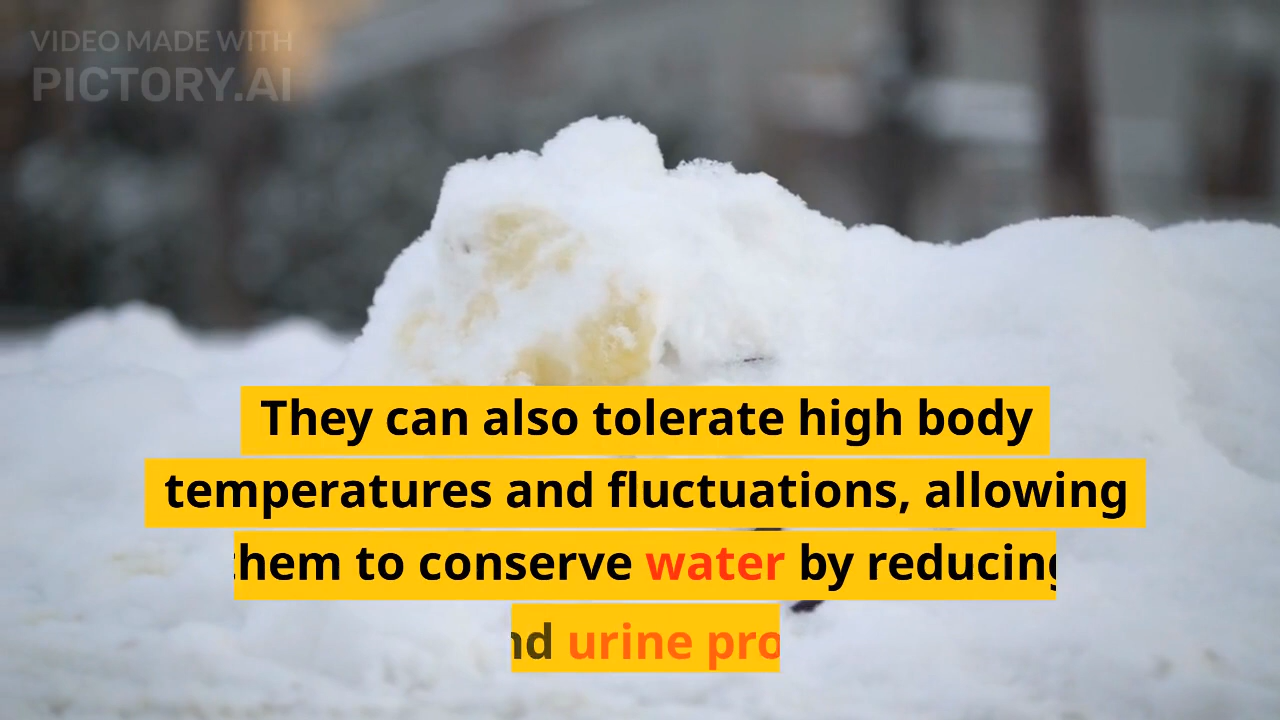 VIDEO MADE WITH
PICTORY.AI
They can also tolerate high body
temperatures and fluctuations, allowing
them to conserve water by reducing
nd urine pro